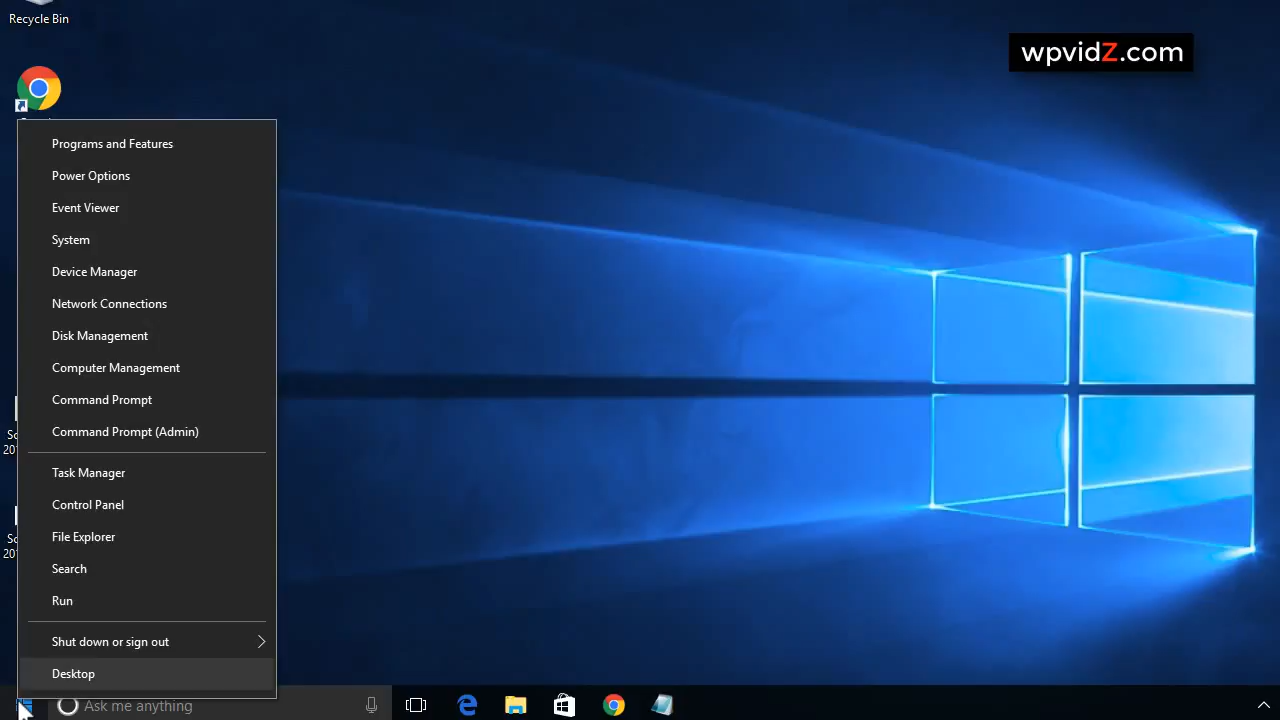 Recycle Bin
wpvidZ.com
Programs and Features
Power Options
Event Viewer
System
Device Manager
Network Connections
Disk Management
Computer Management
Command Prompt
Command Prompt (Admin)
Task Manager
Control Panel
File Explorer
Search
Run
Shut down or sign out
Desktop
Ask me anything